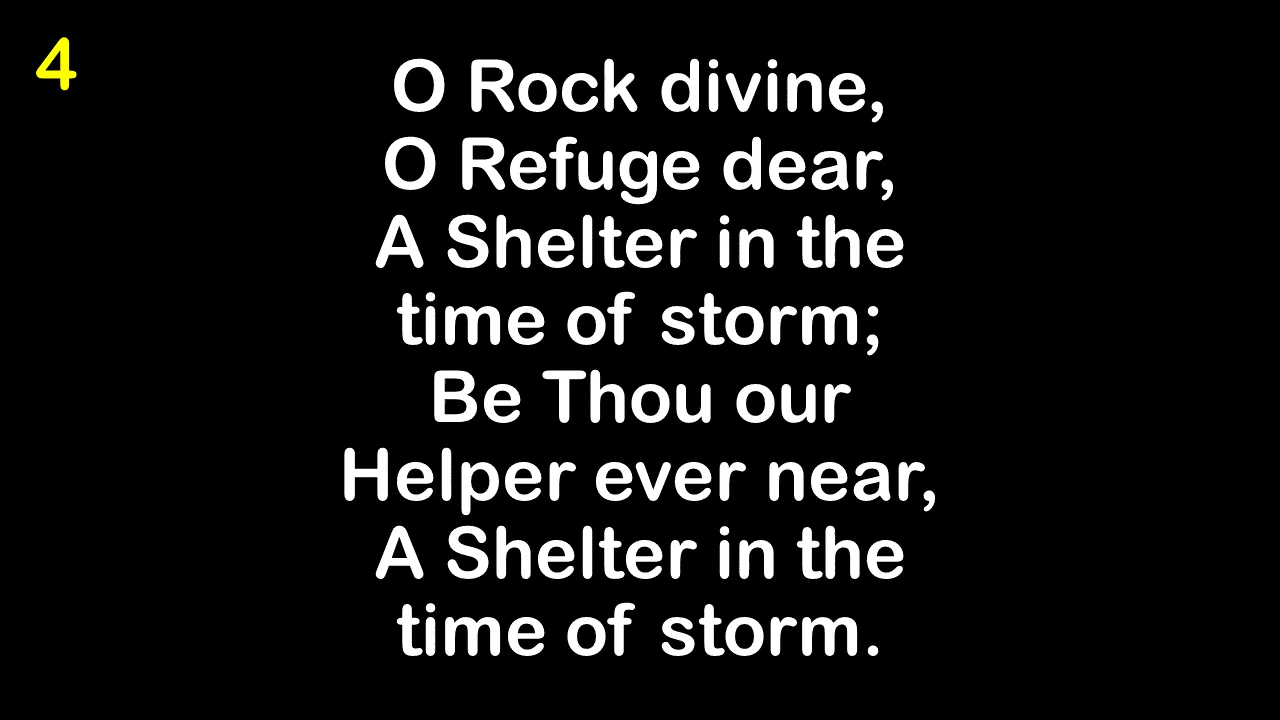 4
O Rock divine,
O Refuge dear,
A Shelter in the
time of storm;
Be Thou our
Helper ever near,
A Shelter in the
time of storm.